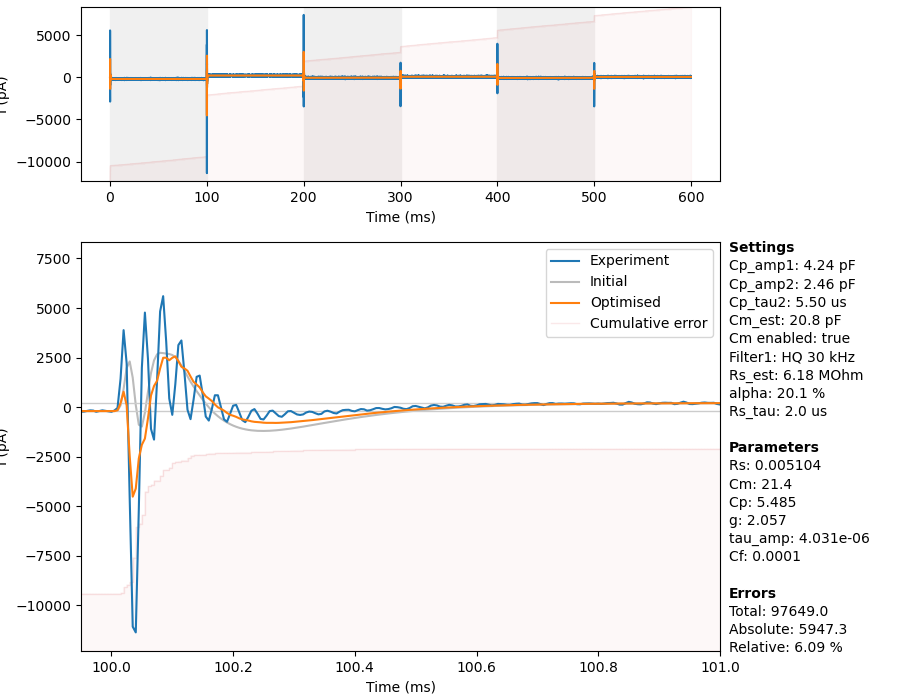 5000
0
−5000
−10000
I (pA)
0 100 200 300 400 500 600
Time (ms)
7500
5000
2500
0
−2500
−5000
−7500
−10000
I (pA)
100.0 100.2 100.4 100.6 100.8 101.0
Time (ms)
Experiment
Initial
Optimised
Cumulative error
Settings
Cp_amp1: 4.24 pF
Cp_amp2: 2.46 pF
Cp_tau2: 5.50 us
Cm_est: 20.8 pF
Cm enabled: true
Filter1: HQ 30 kHz
Rs_est: 6.18 MOhm
alpha: 20.1 %
Rs_tau: 2.0 us
Parameters
Rs: 0.005104
Cm: 21.4
Cp: 5.485
g: 2.057
tau_amp: 4.031e-06
Cf: 0.0001
Errors
Total: 97649.0
Absolute: 5947.3
Relative: 6.09 %